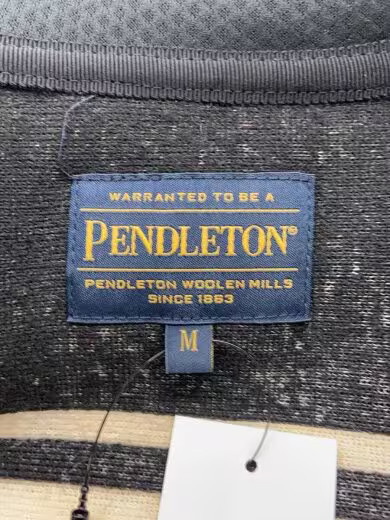 WARRANTED TO BE A
PENDLETON®
PENDLETON WOOLEN MILLS
SINCE 1863
M